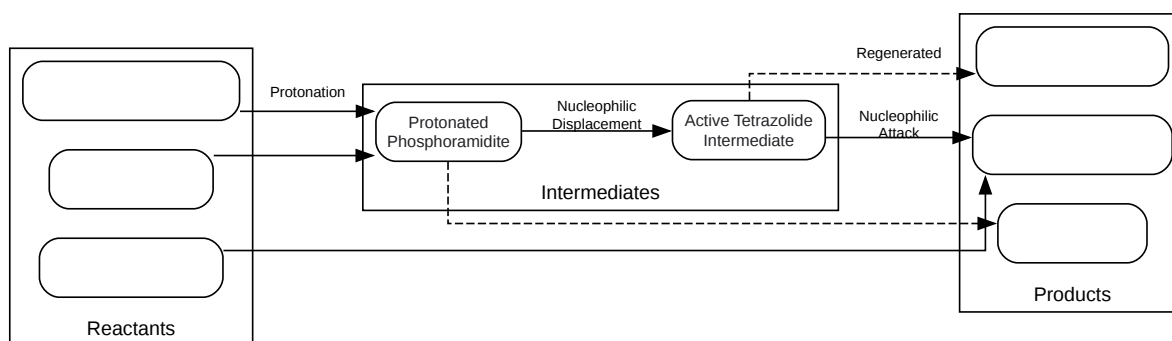 Regenerated
Protonation
Nucleophilic
Displacement
Nucleophilic
Attack
Protonated
Phosphoramidite
Active Tetrazolide
Intermediate
Intermediates
Products
Reactants